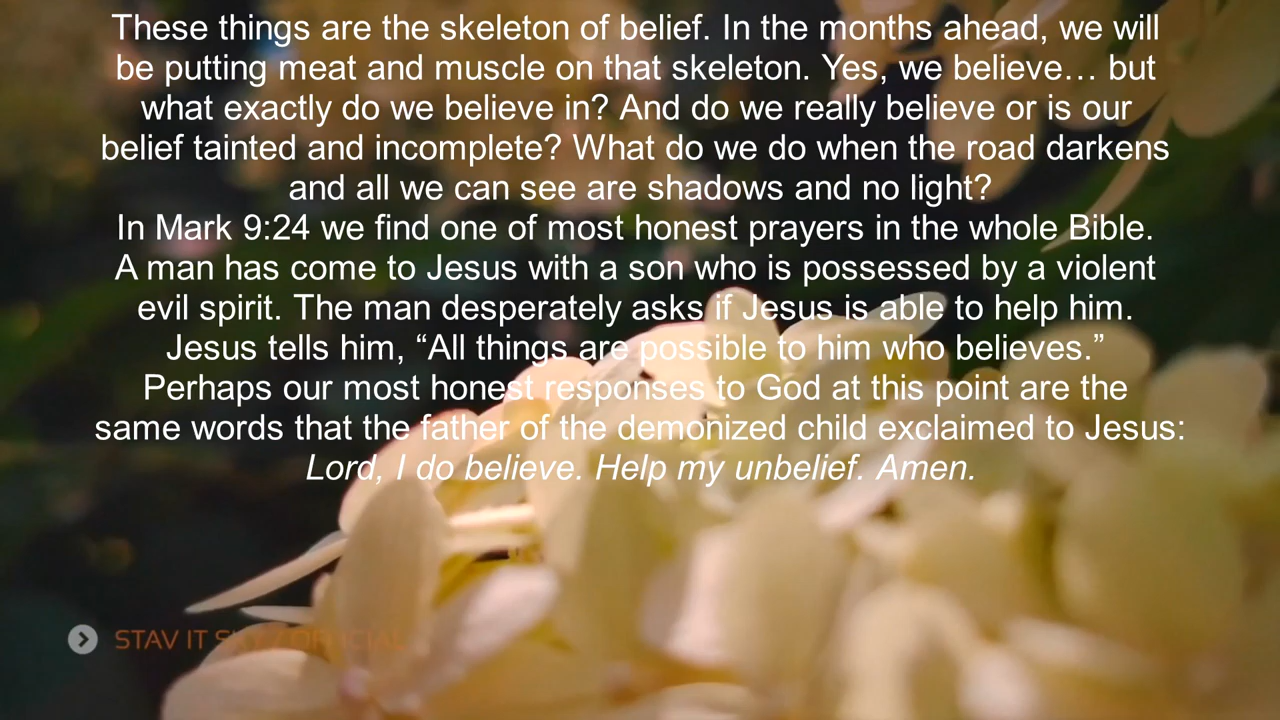 These things are the skeleton of belief. In the months ahead, we will
be putting meat and muscle on that skeleton. Yes, we believe… but
what exactly do we believe in? And do we really believe or is our
belief tainted and incomplete? What do we do when the road darkens
and all we can see are shadows and no light?
In Mark 9:24 we find one of most honest prayers in the whole Bible.
A man has come to Jesus with a son who is possessed by a violent
evil spirit. The man desperately asks if Jesus is able to help him.
Jesus tells him, “All things are possible to him who believes.”
Perhaps our most honest responses to God at this point are the
same words that the father of the demonized child exclaimed to Jesus:
Lord, I do believe. Help my unbelief. Amen.
STAV IT